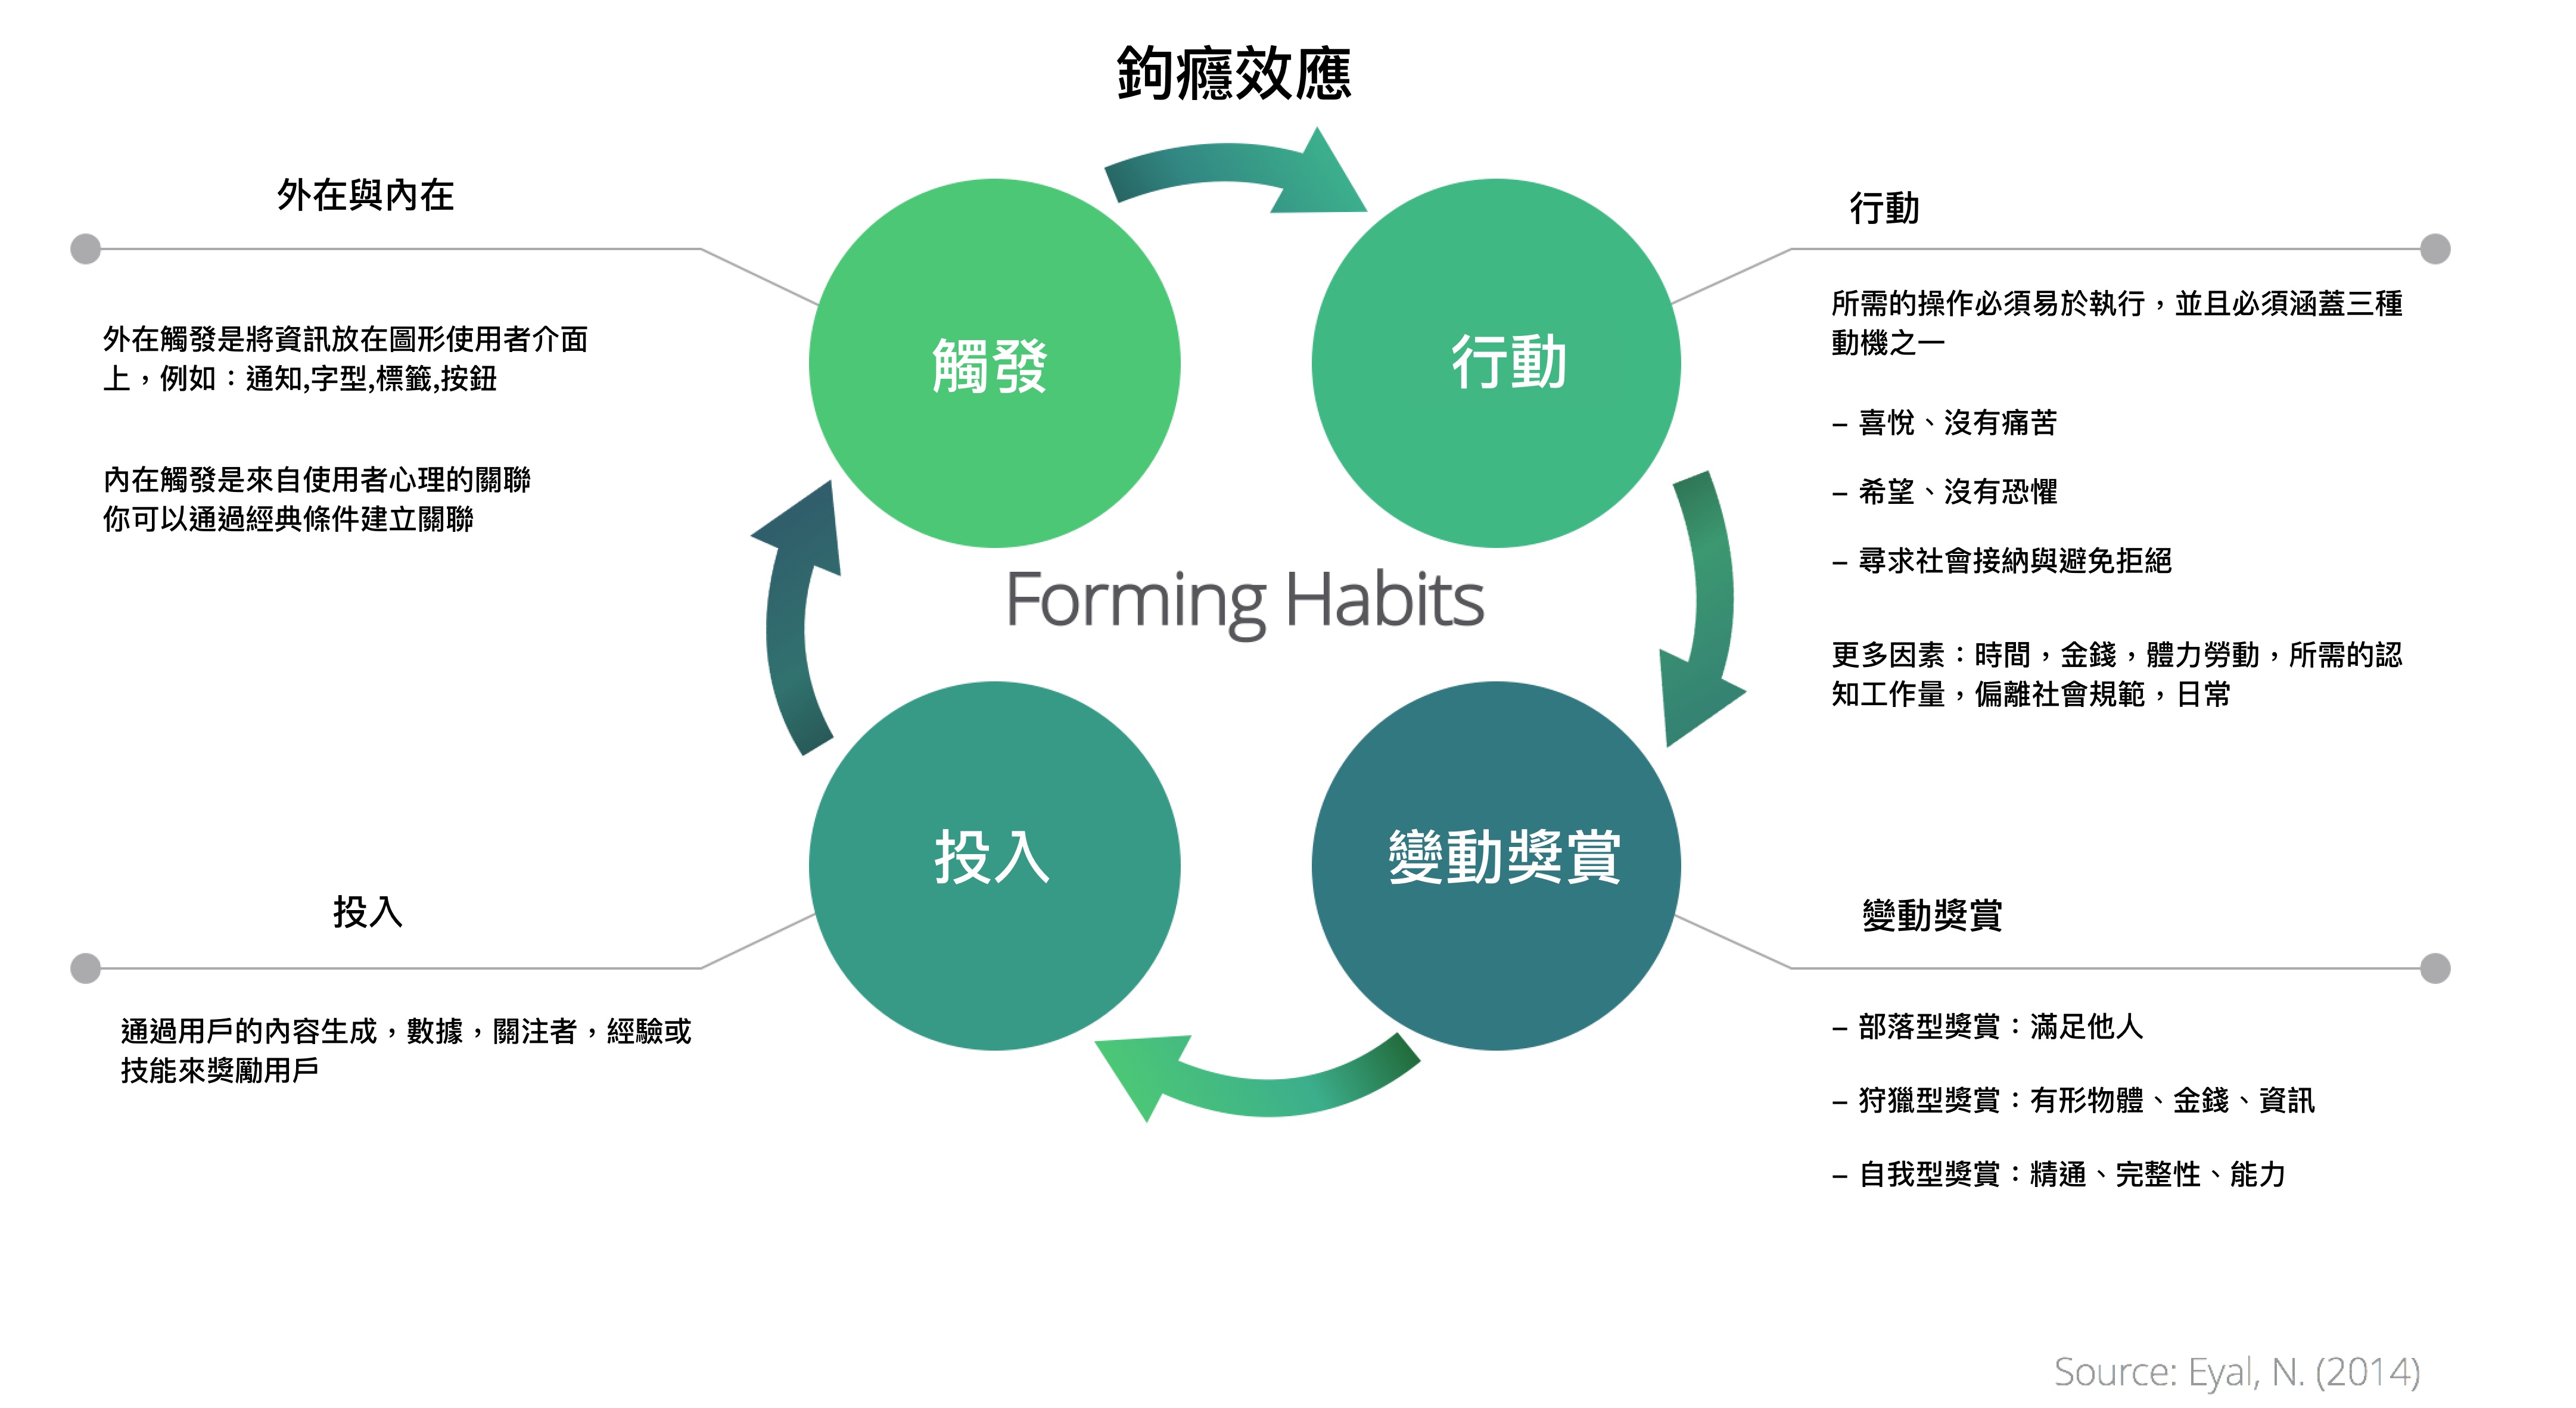 鉤癮效應
外在與內在
外在觸發是將資訊放在圖形使用者介面
上，例如：通知,字型,標籤,按鈕
內在觸發是來自使用者心理的關聯
你可以通過經典條件建立關聯
觸發
行動
行動
所需的操作必須易於執行，並且必須涵蓋三種
動機之一
– 喜悅、沒有痛苦
– 希望、沒有恐懼
– 尋求社會接納與避免拒絕
更多因素：時間，金錢，體力勞動，所需的認
知工作量，偏離社會規範，日常
Forming Habits
投入
通過用戶的內容生成，數據，關注者，經驗或
技能來獎勵用戶
投入
變動獎賞
變動獎賞
– 部落型獎賞：滿足他人
– 狩獵型獎賞：有形物體、金錢、資訊
– 自我型獎賞：精通、完整性、能力
Source: Eyal, N. (2014)